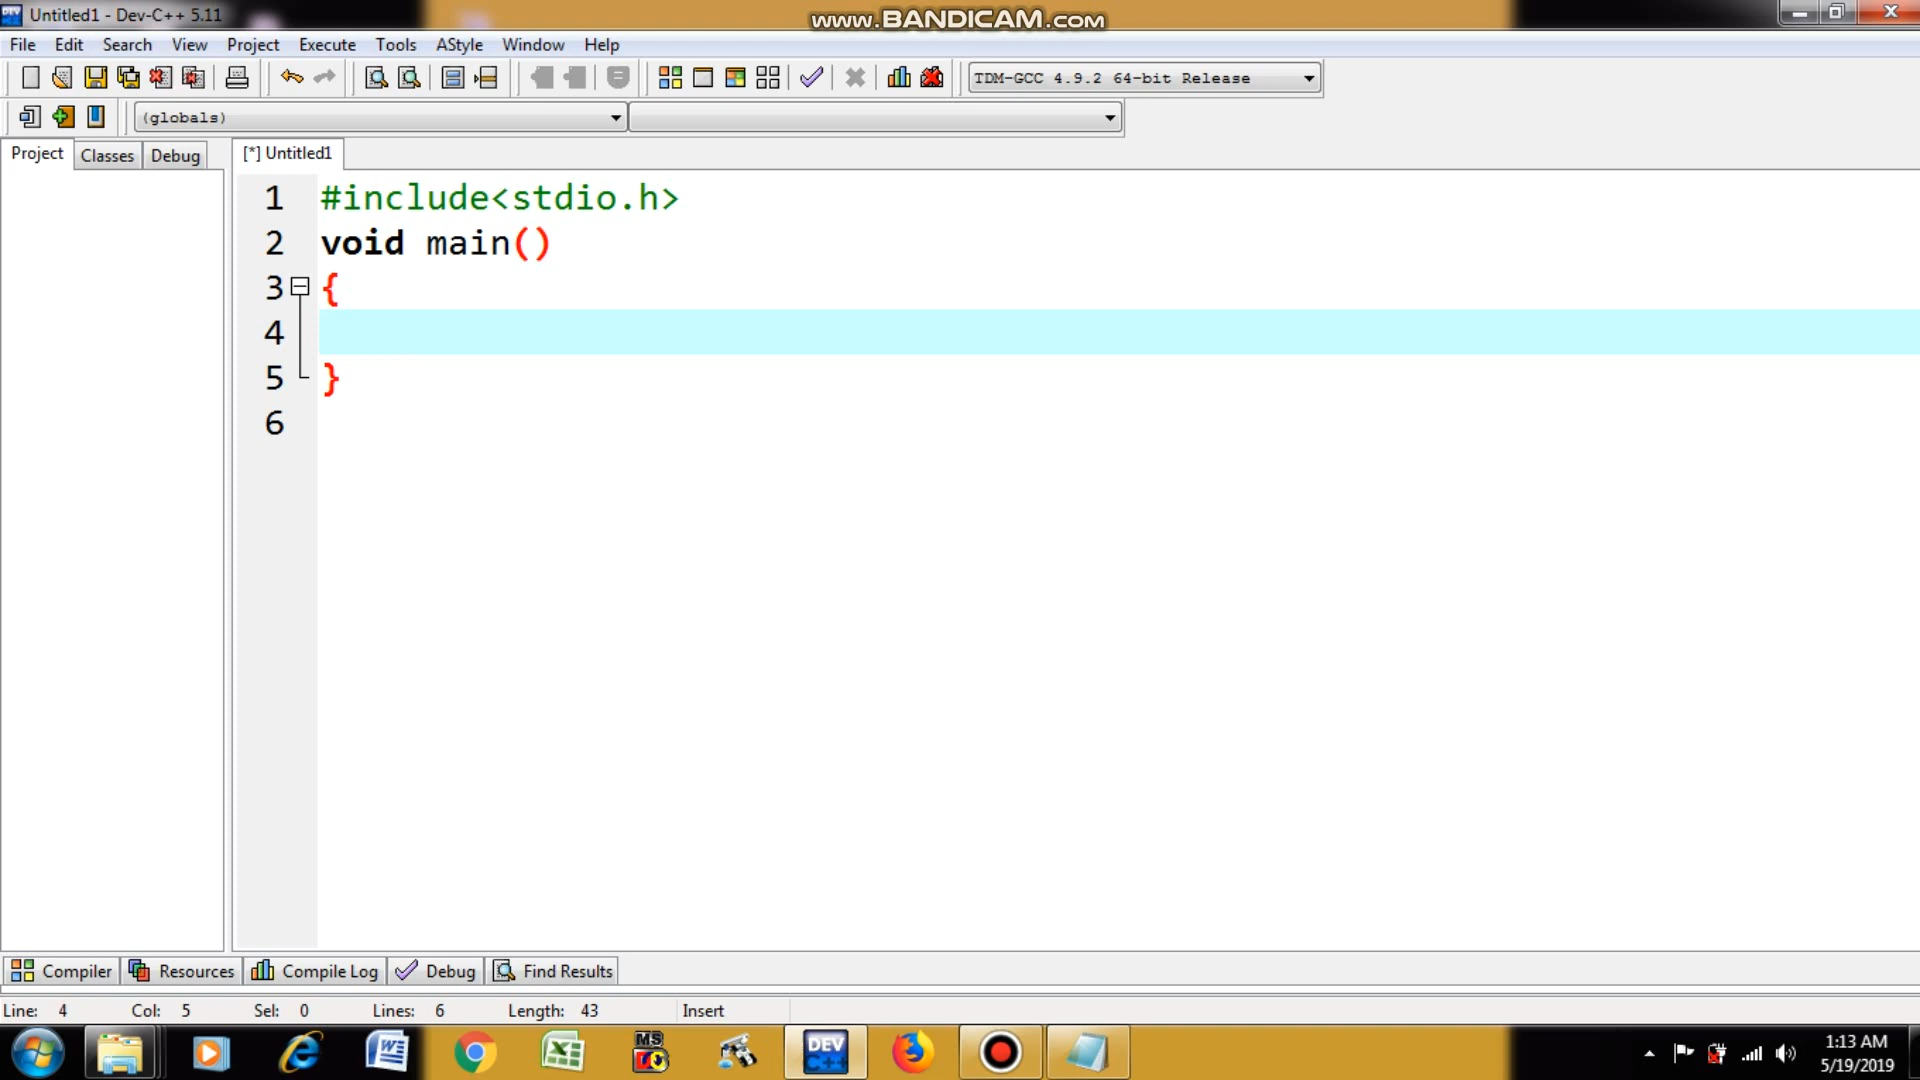 Untitled1 - Dev-C++ 5.11
www.BANDICAM.com
File Edit Search View Project Execute Tools AStyle Window Help
TDM-GCC 4.9.2 64-bit Release
(globals)
Project Classes Debug
[*] Untitled1
1 #include<stdio.h>
2 void main()
3 {
4
5 }
6
Compiler Resources Compile Log Debug Find Results
Line: 4 Col: 5 Sel: 0 Lines: 6 Length: 43 Insert
DEV C++
MS
1:13 AM
5/19/2019